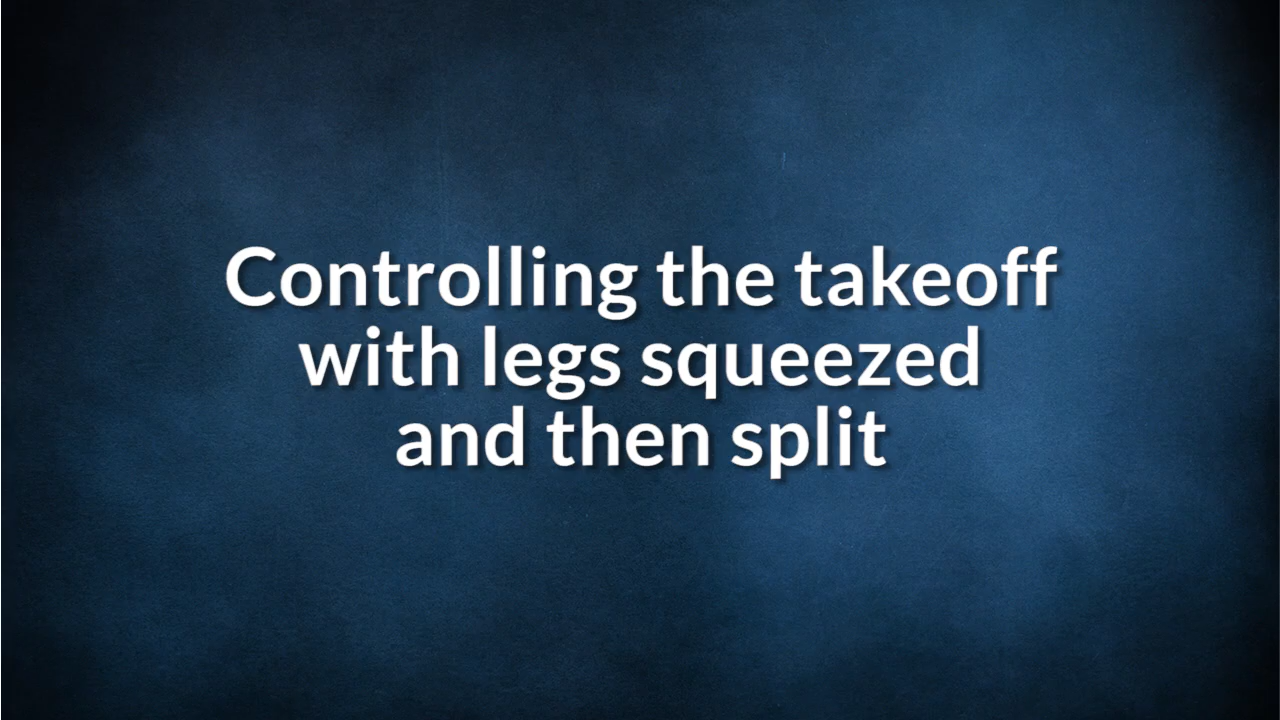 Controlling the takeoff
with legs squeezed
and then split